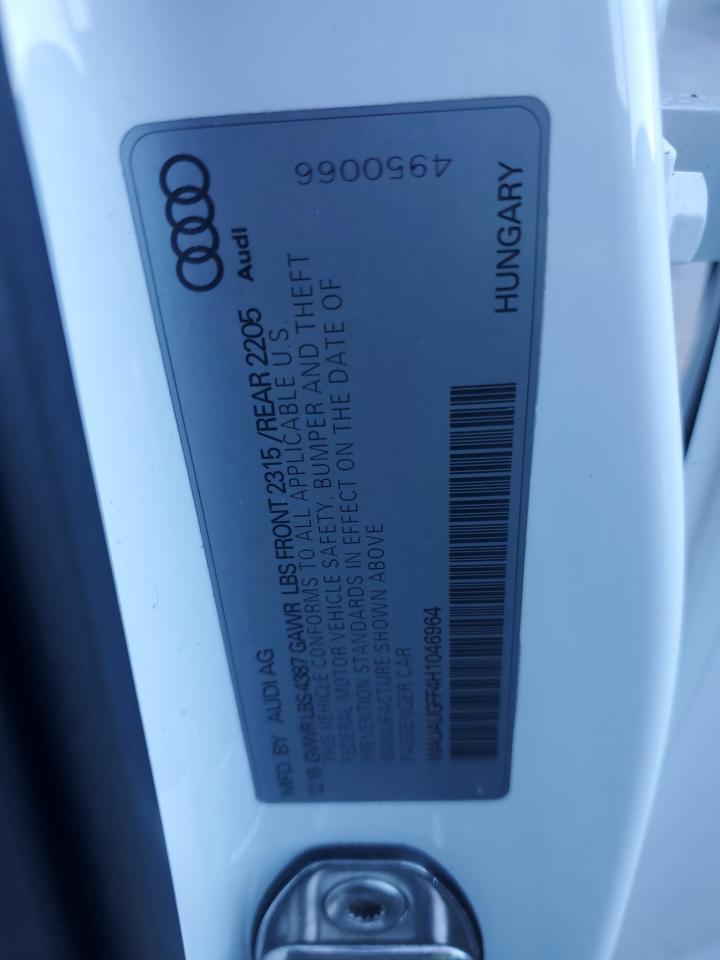 Audi
4950066
MFD. BY AUDI AG
12/16 GVWR LBS 4387 GAWR LBS FRONT 2315 / REAR 2205
THIS VEHICLE CONFORMS TO ALL APPLICABLE U.S.
FEDERAL MOTOR VEHICLE SAFETY, BUMPER AND THEFT
PREVENTION STANDARDS IN EFFECT ON THE DATE OF
MANUFACTURE SHOWN ABOVE
PASSENGER CAR
WAUAUGFF4H1046964
HUNGARY